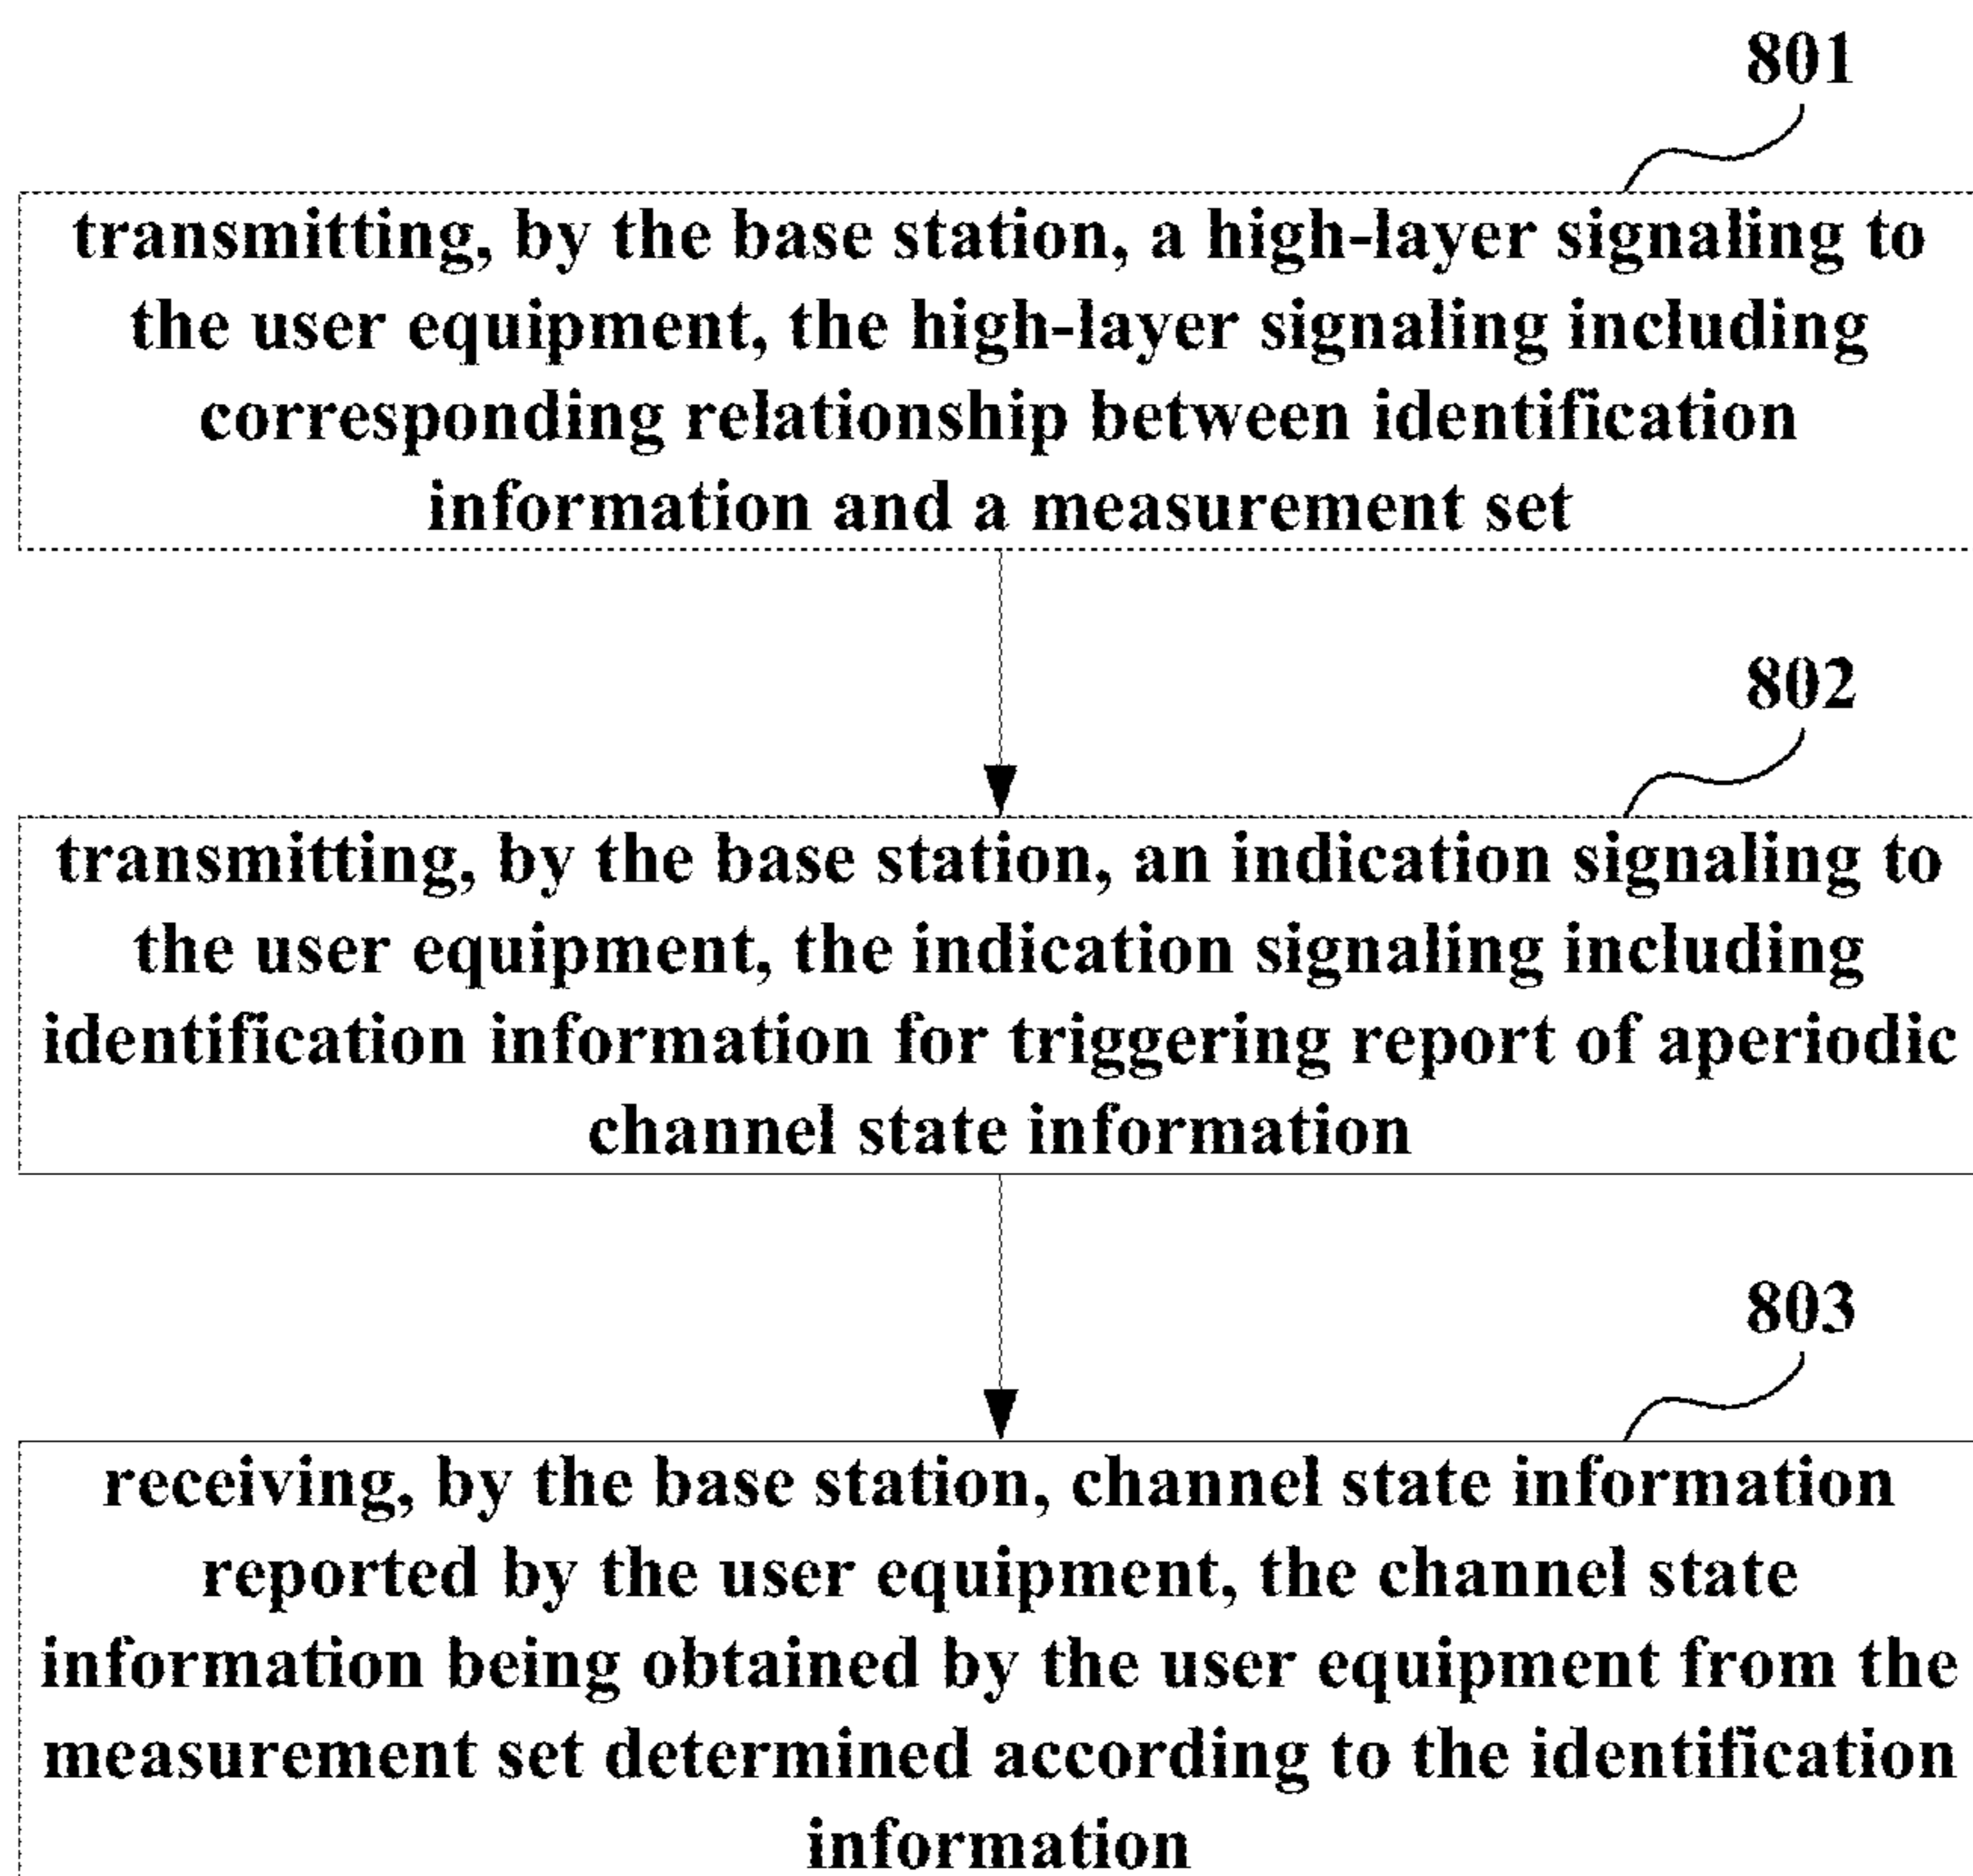 801
transmitting, by the base station, a high-layer signaling to
the user equipment, the high-layer signaling including
corresponding relationship between identification
information and a measurement set
802
transmitting, by the base station, an indication signaling to
the user equipment, the indication signaling including
identification information for triggering report of aperiodic
channel state information
803
receiving, by the base station, channel state information
reported by the user equipment, the channel state
information being obtained by the user equipment from the
measurement set determined according to the identification
information